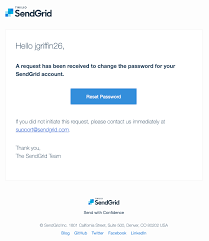 TWILIO
SendGrid
Hello jgriffin26,
A request has been received to change the password for your
SendGrid account.
Reset Password
If you did not initiate this request, please contact us immediately at
support@sendgrid.com.
Thank you,
The SendGrid Team
TWILIO
SendGrid
Send with Confidence
© SendGrid Inc. 1801 California Street, Suite 500, Denver, CO 80202 USA
Blog GitHub Twitter Facebook LinkedIn